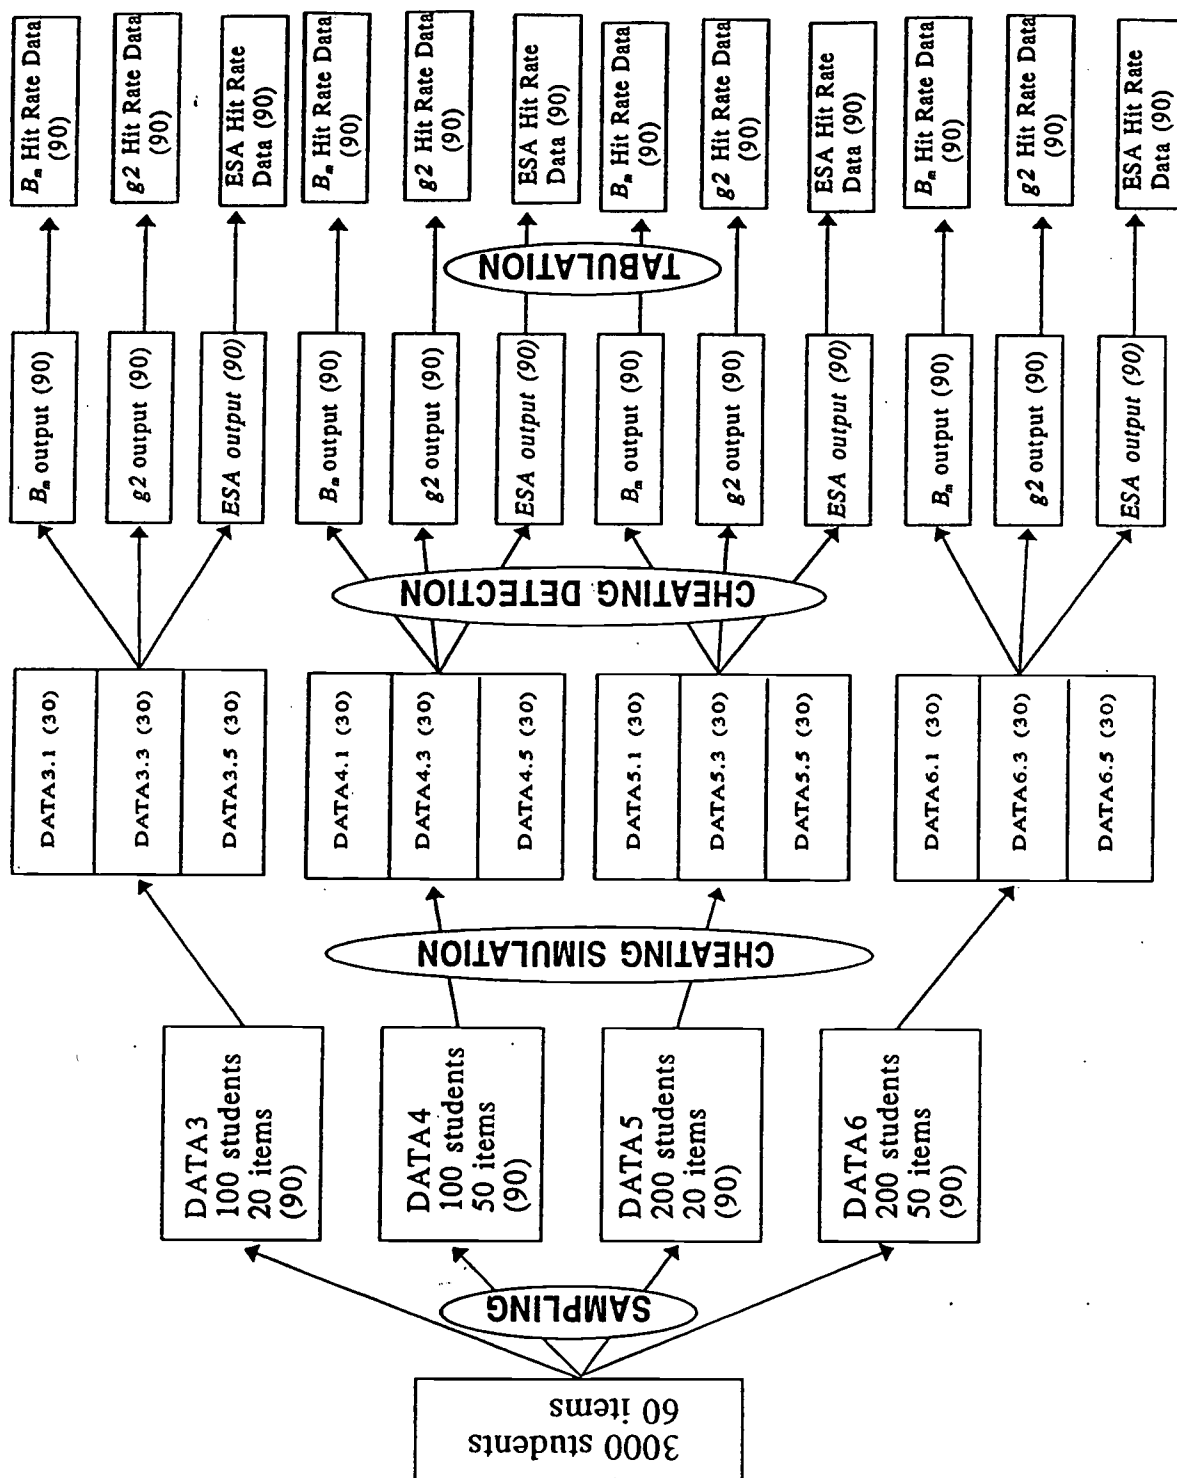 3000 students
60 items
SAMPLING
DATA3
100 students
20 items
(90)
DATA4
100 students
50 items
(90)
DATA5
200 students
20 items
(90)
DATA6
200 students
50 items
(90)
CHEATING SIMULATION
DATA3.1 (30)
DATA3.3 (30)
DATA3.5 (30)
DATA4.1 (30)
DATA4.3 (30)
DATA4.5 (30)
DATA5.1 (30)
DATA5.3 (30)
DATA5.5 (30)
DATA6.1 (30)
DATA6.3 (30)
DATA6.5 (30)
CHEATING DETECTION
Bm output (90)
g2 output (90)
ESA output (90)
Bm output (90)
g2 output (90)
ESA output (90)
Bm output (90)
g2 output (90)
ESA output (90)
Bm output (90)
g2 output (90)
ESA output (90)
TABULATION
Bm Hit Rate Data
(90)
g2 Hit Rate Data
(90)
ESA Hit Rate
Data (90)
Bm Hit Rate Data
(90)
g2 Hit Rate Data
(90)
ESA Hit Rate
Data (90)
Bm Hit Rate Data
(90)
g2 Hit Rate Data
(90)
ESA Hit Rate
Data (90)
Bm Hit Rate Data
(90)
g2 Hit Rate Data
(90)
ESA Hit Rate
Data (90)